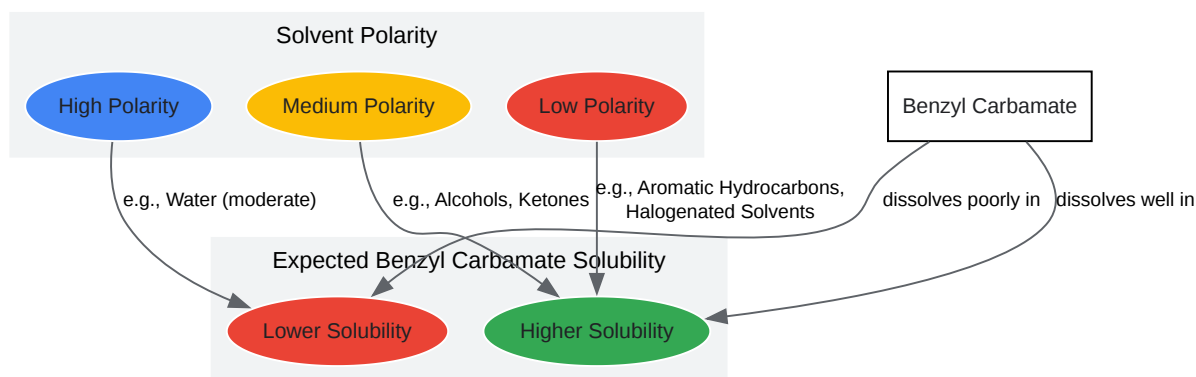 Solvent Polarity
High Polarity
Medium Polarity
Low Polarity
Benzyl Carbamate
e.g., Water (moderate)
e.g., Alcohols, Ketones
e.g., Aromatic Hydrocarbons,
Halogenated Solvents
dissolves poorly in
dissolves well in
Expected Benzyl Carbamate Solubility
Lower Solubility
Higher Solubility